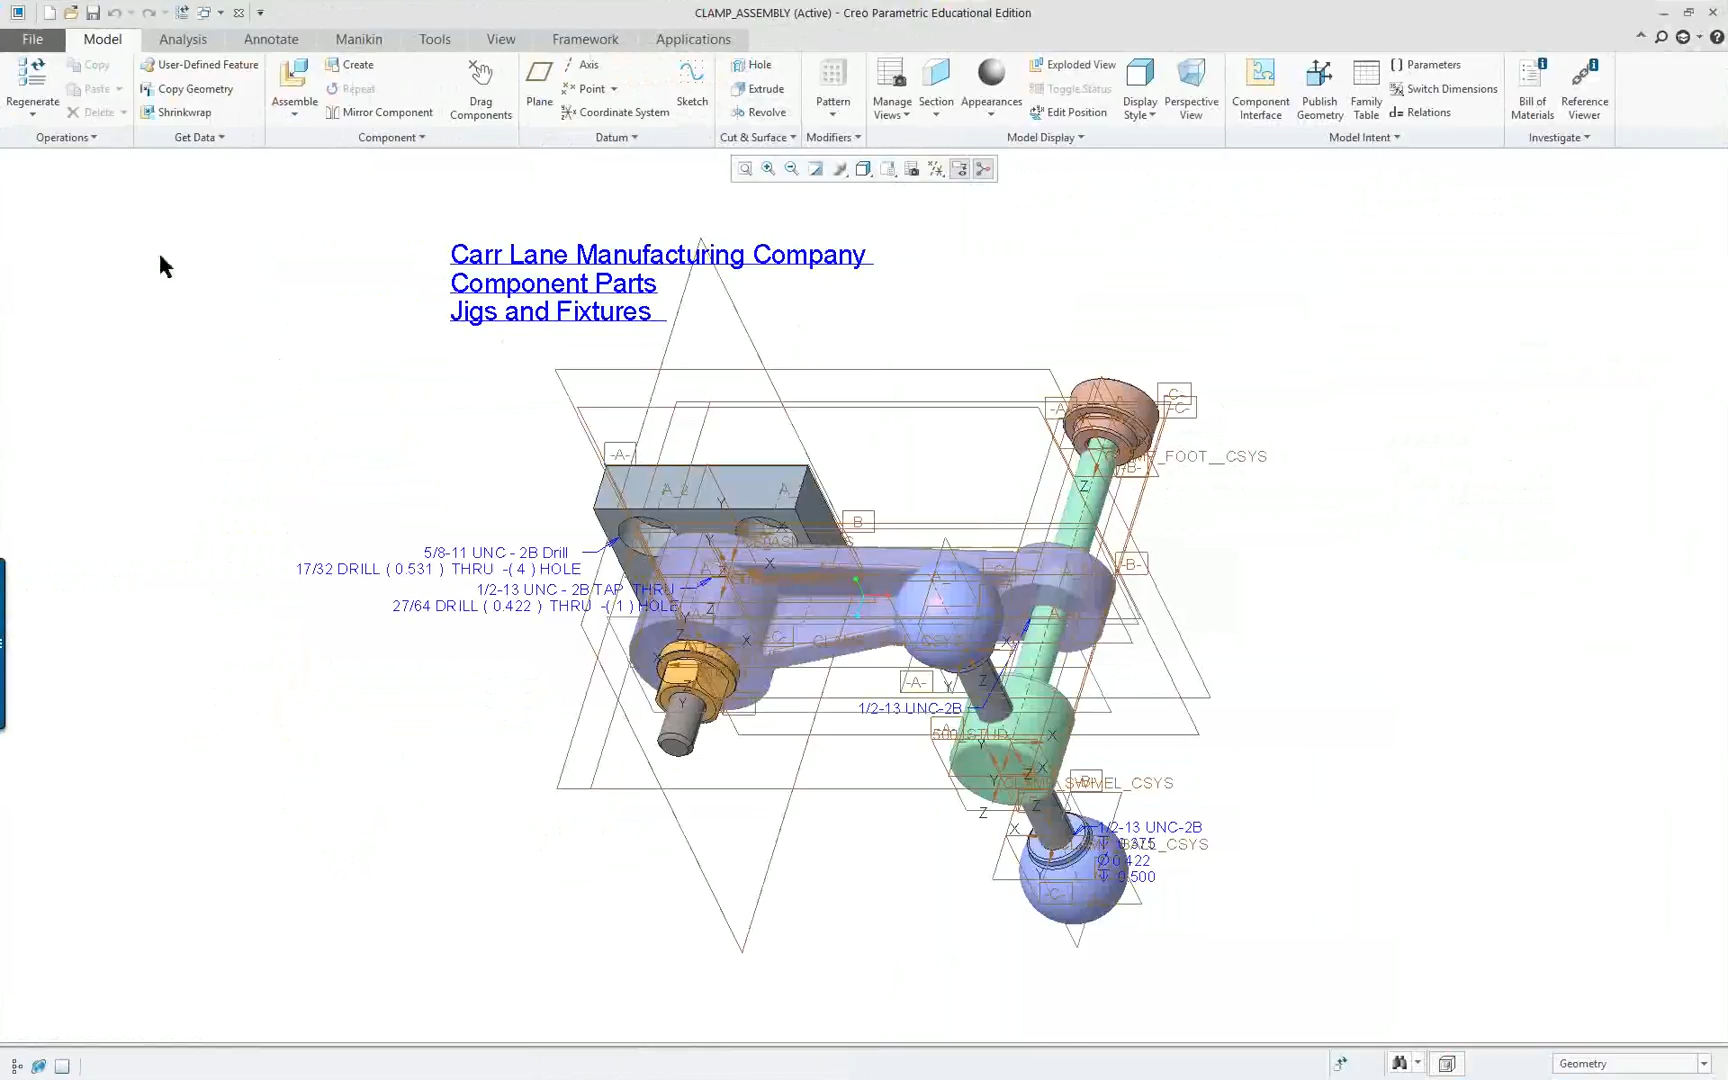 CLAMP_ASSEMBLY (Active) - Creo Parametric Educational Edition
File Model Analysis Annotate Manikin Tools View Framework Applications
Regenerate
Copy
Paste
Delete
Operations
User-Defined Feature
Copy Geometry
Shrinkwrap
Get Data
Assemble
Create
Repeat
Mirror Component
Drag
Components
Component
Plane
Axis
Point
Coordinate System
Sketch
Datum
Hole
Extrude
Revolve
Cut & Surface
Pattern
Modifiers
Manage
Views
Section
Appearances
Exploded View
Toggle Status
Edit Position
Display
Style
Perspective
View
Model Display
Component
Interface
Publish
Geometry
Family
Table
Parameters
Switch Dimensions
d= Relations
Model Intent
Bill of
Materials
Reference
Viewer
Investigate
Carr Lane Manufacturing Company
Component Parts
Jigs and Fixtures
-C-
-C-
-A-
_FOOT__CSYS
-B-
Z
A_2
B
5/8-11 UNC - 2B Drill
17/32 DRILL ( 0.531 ) THRU -( 4 ) HOLE
1/2-13 UNC - 2B TAP THRU
27/64 DRILL ( 0.422 ) THRU -( 1 ) HOLE
-B-
-A-
1/2-13 UNC-2B
500_STUD
SWIVEL_CSYS
1/2-13 UNC-2B
0.375
_CSYS
Ø0.422
0.500
-C-
Geometry